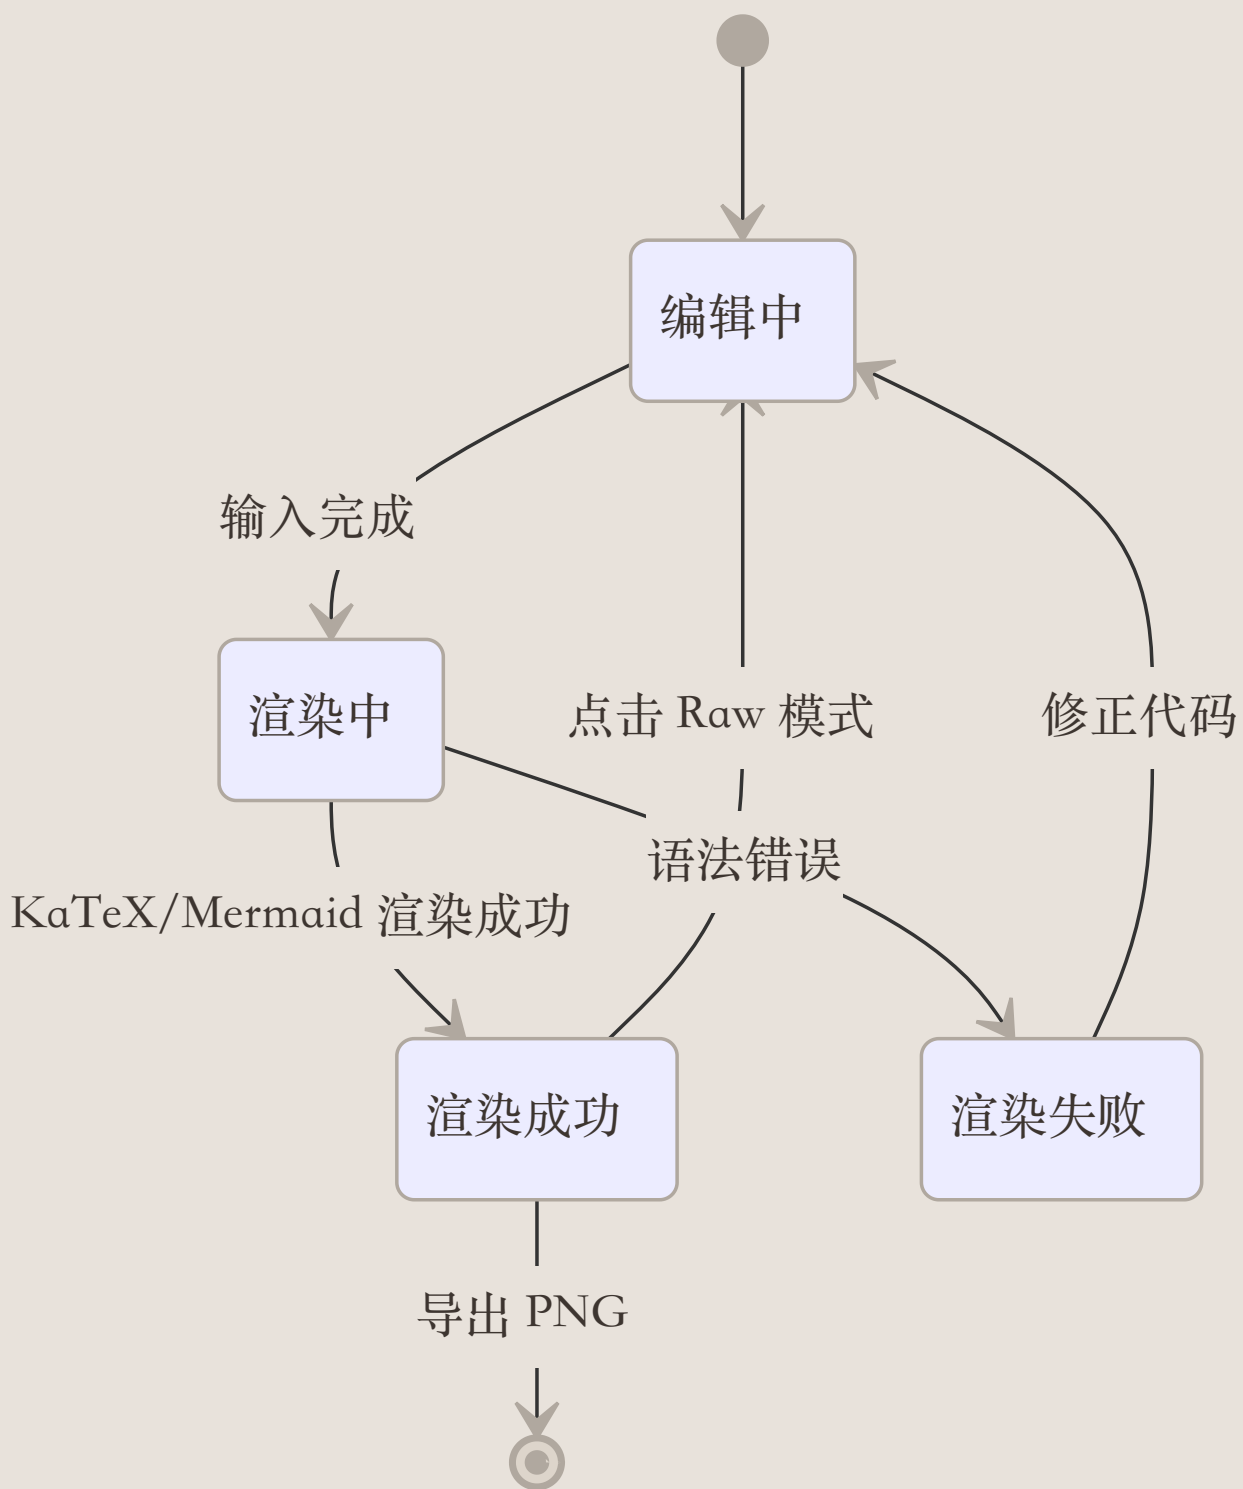 编辑中
输入完成
渲染中
点击 Raw 模式
修正代码
语法错误
KaTeX/Mermaid 渲染成功
渲染成功
渲染失败
导出 PNG